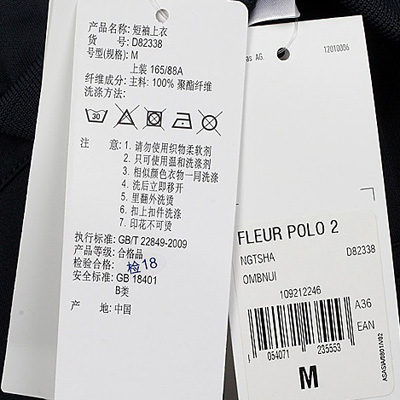 产品名称: 短袖上衣
货 号: D82338
号型(规格): M
上装 165/88A
纤维成分: 主料: 100% 聚酯纤维
洗涤方法:
30
注 意: 1. 请勿使用织物柔软剂
2. 只可使用温和洗涤剂
3. 相似颜色衣物一同洗涤
4. 洗后立即移开
5. 里翻外洗烫
6. 扣上扣件洗涤
7. 印花不可烫
执行标准: GB/T 22849-2009
产品等级: 合格品
检验合格: 检18
安全标准: GB 18401
B类
产 地: 中国
das AG.
12010806
FLEUR POLO 2
NGTSHA D82338
OMBNUI
109212246
A36
EAN
054071 235553
M